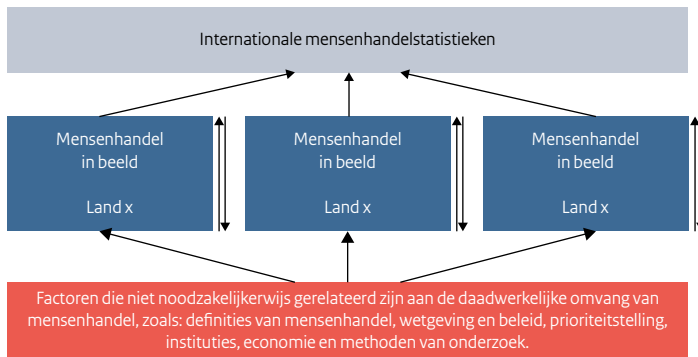 Internationale mensenhandelstatistieken
Mensenhandel
in beeld
Land x
Mensenhandel
in beeld
Land x
Mensenhandel
in beeld
Land x
Factoren die niet noodzakelijkerwijs gerelateerd zijn aan de daadwerkelijke omvang van
mensenhandel, zoals: definities van mensenhandel, wetgeving en beleid, prioriteitstelling,
instituties, economie en methoden van onderzoek.